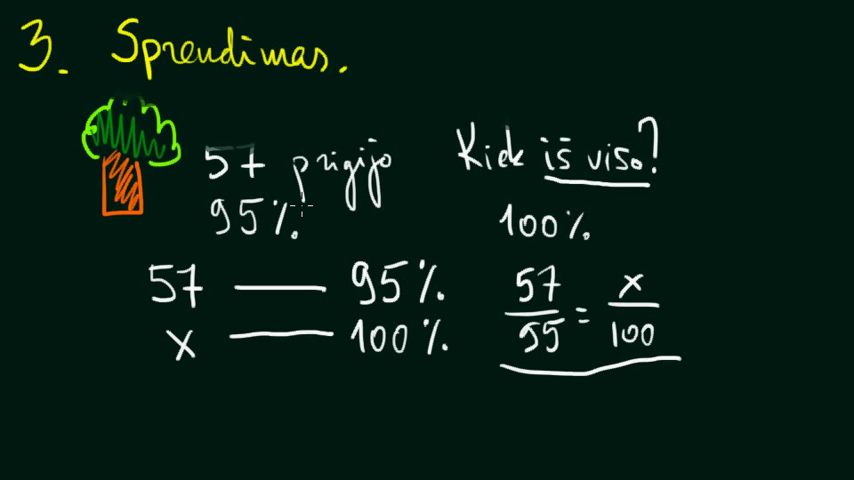 3. Sprendimas.
57 prigijo
95%
Kiek iš viso?
100%
57 — 95%
x — 100%
57/95 = x/100